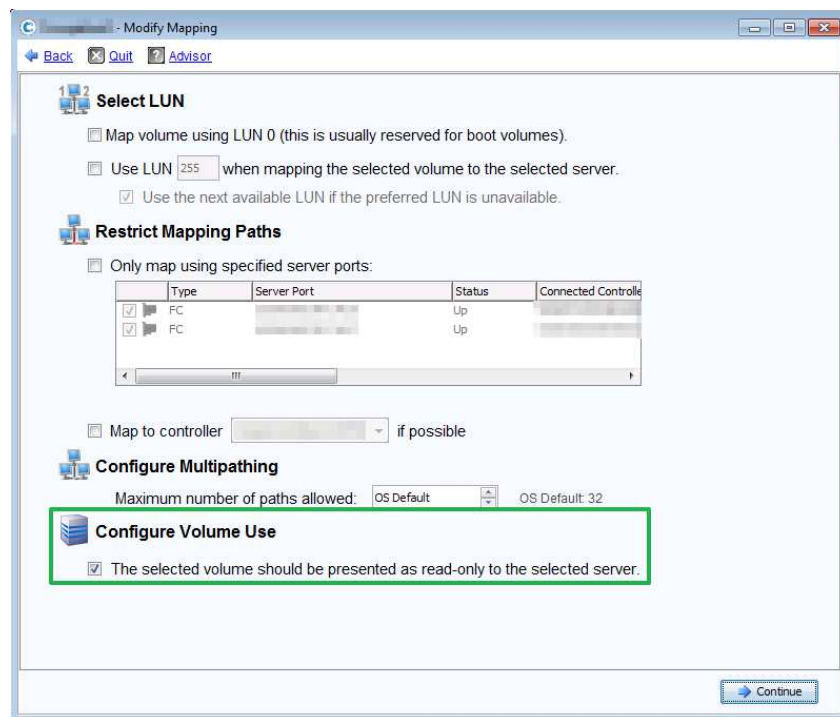 - Modify Mapping
Back Quit Advisor
1 2
Select LUN
Map volume using LUN 0 (this is usually reserved for boot volumes).
Use LUN 255 when mapping the selected volume to the selected server.
Use the next available LUN if the preferred LUN is unavailable.
Restrict Mapping Paths
Only map using specified server ports:
Type Server Port Status Connected Controlle
FC Up
FC Up
Map to controller if possible
Configure Multipathing
Maximum number of paths allowed: OS Default OS Default: 32
Configure Volume Use
The selected volume should be presented as read-only to the selected server.
Continue